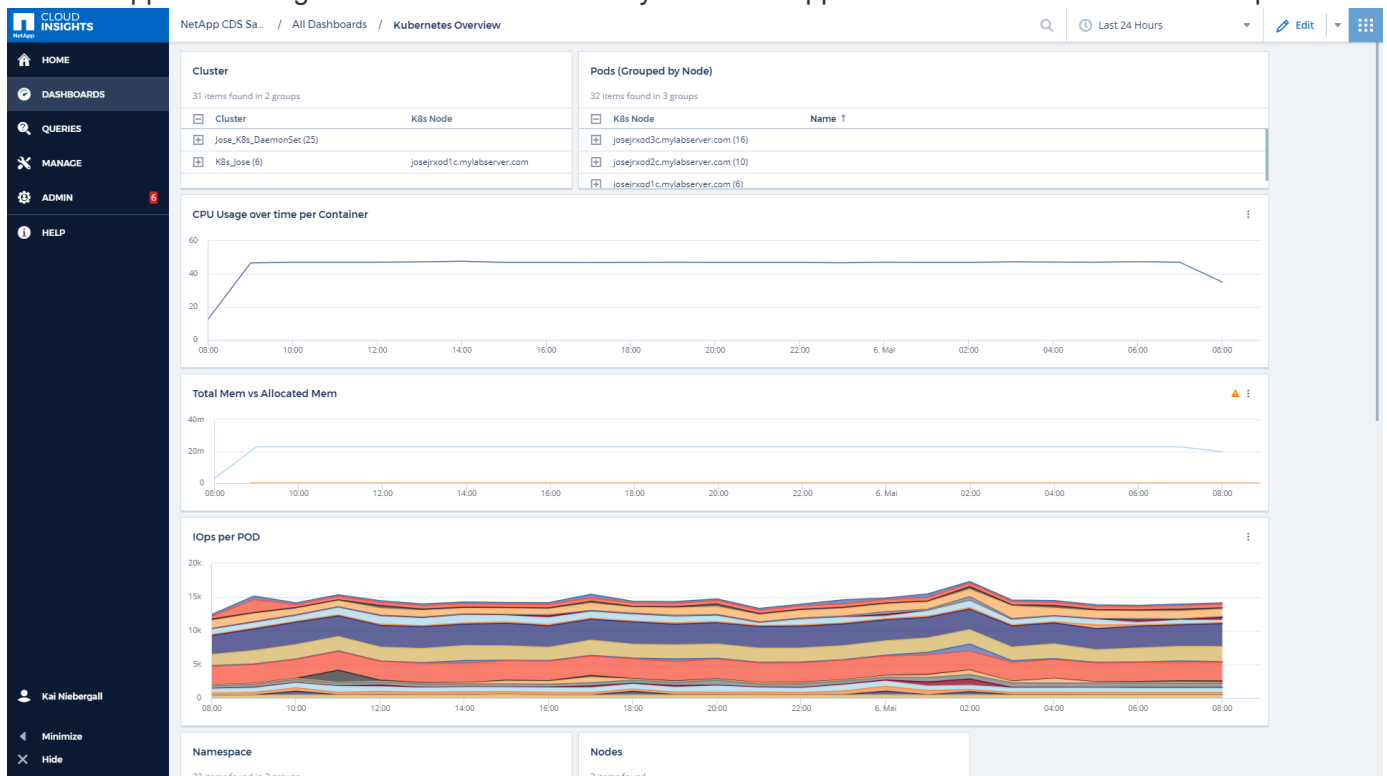 CLOUD
INSIGHTS
NetApp
NetApp CDS Sa... / All Dashboards / Kubernetes Overview
Last 24 Hours
Edit
HOME
DASHBOARDS
QUERIES
MANAGE
ADMIN 6
HELP
Kai Niebergall
Minimize
Hide
Cluster
31 items found in 2 groups
Cluster K8s Node
Jose_K8s_DaemonSet (25)
K8s_Jose (6) josejrxod1c.mylabserver.com
Pods (Grouped by Node)
32 items found in 3 groups
K8s Node Name ↑
josejrxod3c.mylabserver.com (16)
josejrxod2c.mylabserver.com (10)
josejrxod1c.mylabserver.com (6)
CPU Usage over time per Container
60
40
20
0
08:00 10:00 12:00 14:00 16:00 18:00 20:00 22:00 6. Mai 02:00 04:00 06:00 08:00
Total Mem vs Allocated Mem
40m
20m
0
08:00 10:00 12:00 14:00 16:00 18:00 20:00 22:00 6. Mai 02:00 04:00 06:00 08:00
IOps per POD
20k
15k
10k
5k
0
08:00 10:00 12:00 14:00 16:00 18:00 20:00 22:00 6. Mai 02:00 04:00 06:00 08:00
Namespace
Nodes